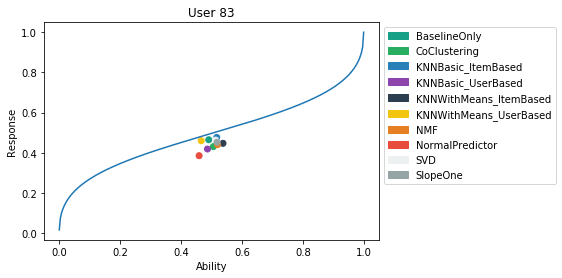 User 83
1.0
0.8
0.6
0.4
0.2
0.0
Response
0.0 0.2 0.4 0.6 0.8 1.0
Ability
BaselineOnly
CoClustering
KNNBasic_ItemBased
KNNBasic_UserBased
KNNWithMeans_ItemBased
KNNWithMeans_UserBased
NMF
NormalPredictor
SVD
SlopeOne